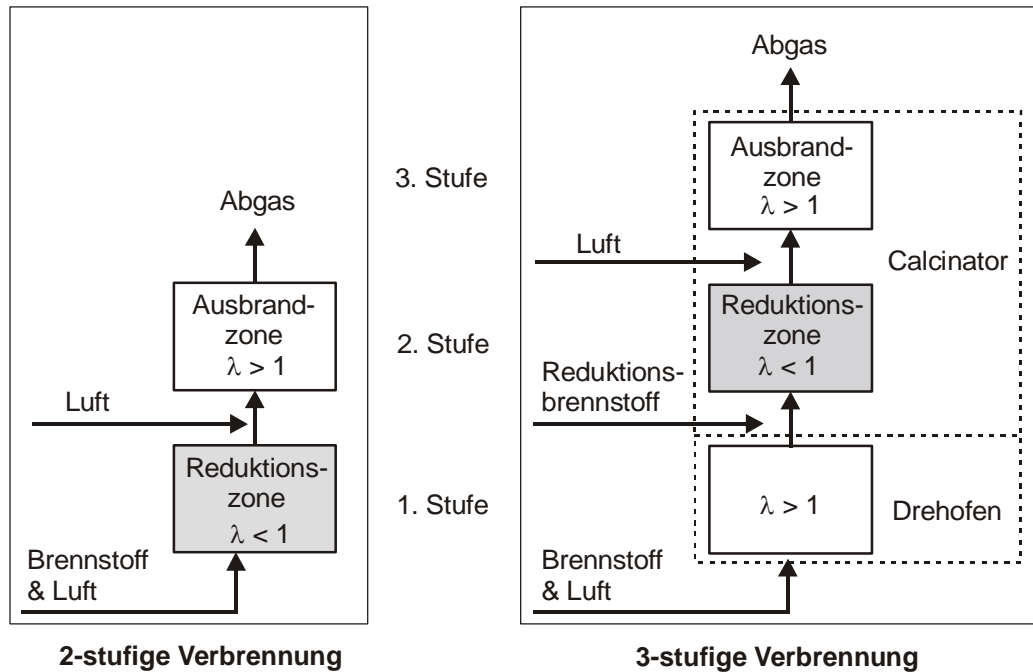 Abgas
Ausbrand-
zone
λ > 1
Luft
Reduktions-
zone
λ < 1
Brennstoff
& Luft
2-stufige Verbrennung
3. Stufe
2. Stufe
1. Stufe
Abgas
Ausbrand-
zone
λ > 1
Luft
Calcinator
Reduktions-
zone
λ < 1
Reduktions-
brennstoff
λ > 1
Drehofen
Brennstoff
& Luft
3-stufige Verbrennung